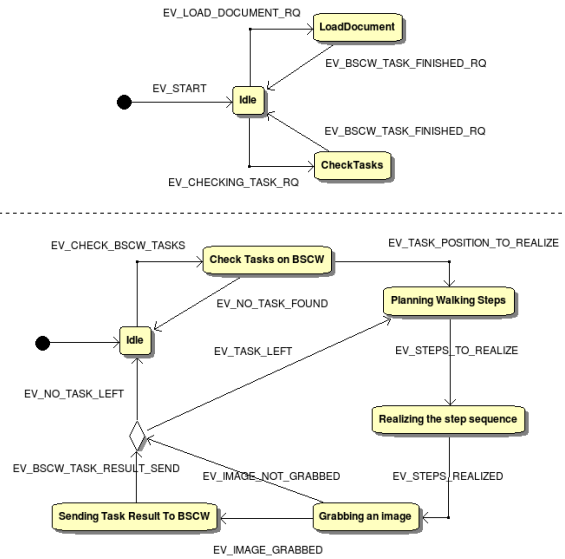 EV_LOAD_DOCUMENT_RQ
LoadDocument
EV_BSCW_TASK_FINISHED_RQ
EV_START
Idle
EV_BSCW_TASK_FINISHED_RQ
CheckTasks
EV_CHECKING_TASK_RQ
EV_CHECK_BSCW_TASKS
Check Tasks on BSCW
EV_TASK_POSITION_TO_REALIZE
EV_NO_TASK_FOUND
Planning Walking Steps
Idle
EV_TASK_LEFT
EV_STEPS_TO_REALIZE
EV_NO_TASK_LEFT
Realizing the step sequence
EV_BSCW_TASK_RESULT_SEND
EV_IMAGE_NOT_GRABBED
EV_STEPS_REALIZED
Sending Task Result To BSCW
Grabbing an image
EV_IMAGE_GRABBED